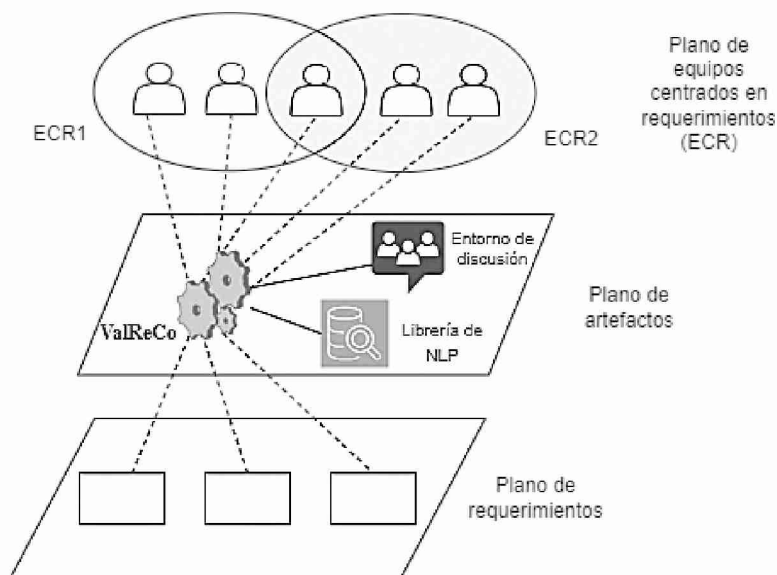 Plano de
equipos
centrados en
requerimientos
(ECR)
ECR1
ECR2
Entorno de
discusión
ValReCo
Librería de
NLP
Plano de
artefactos
Plano de
requerimientos